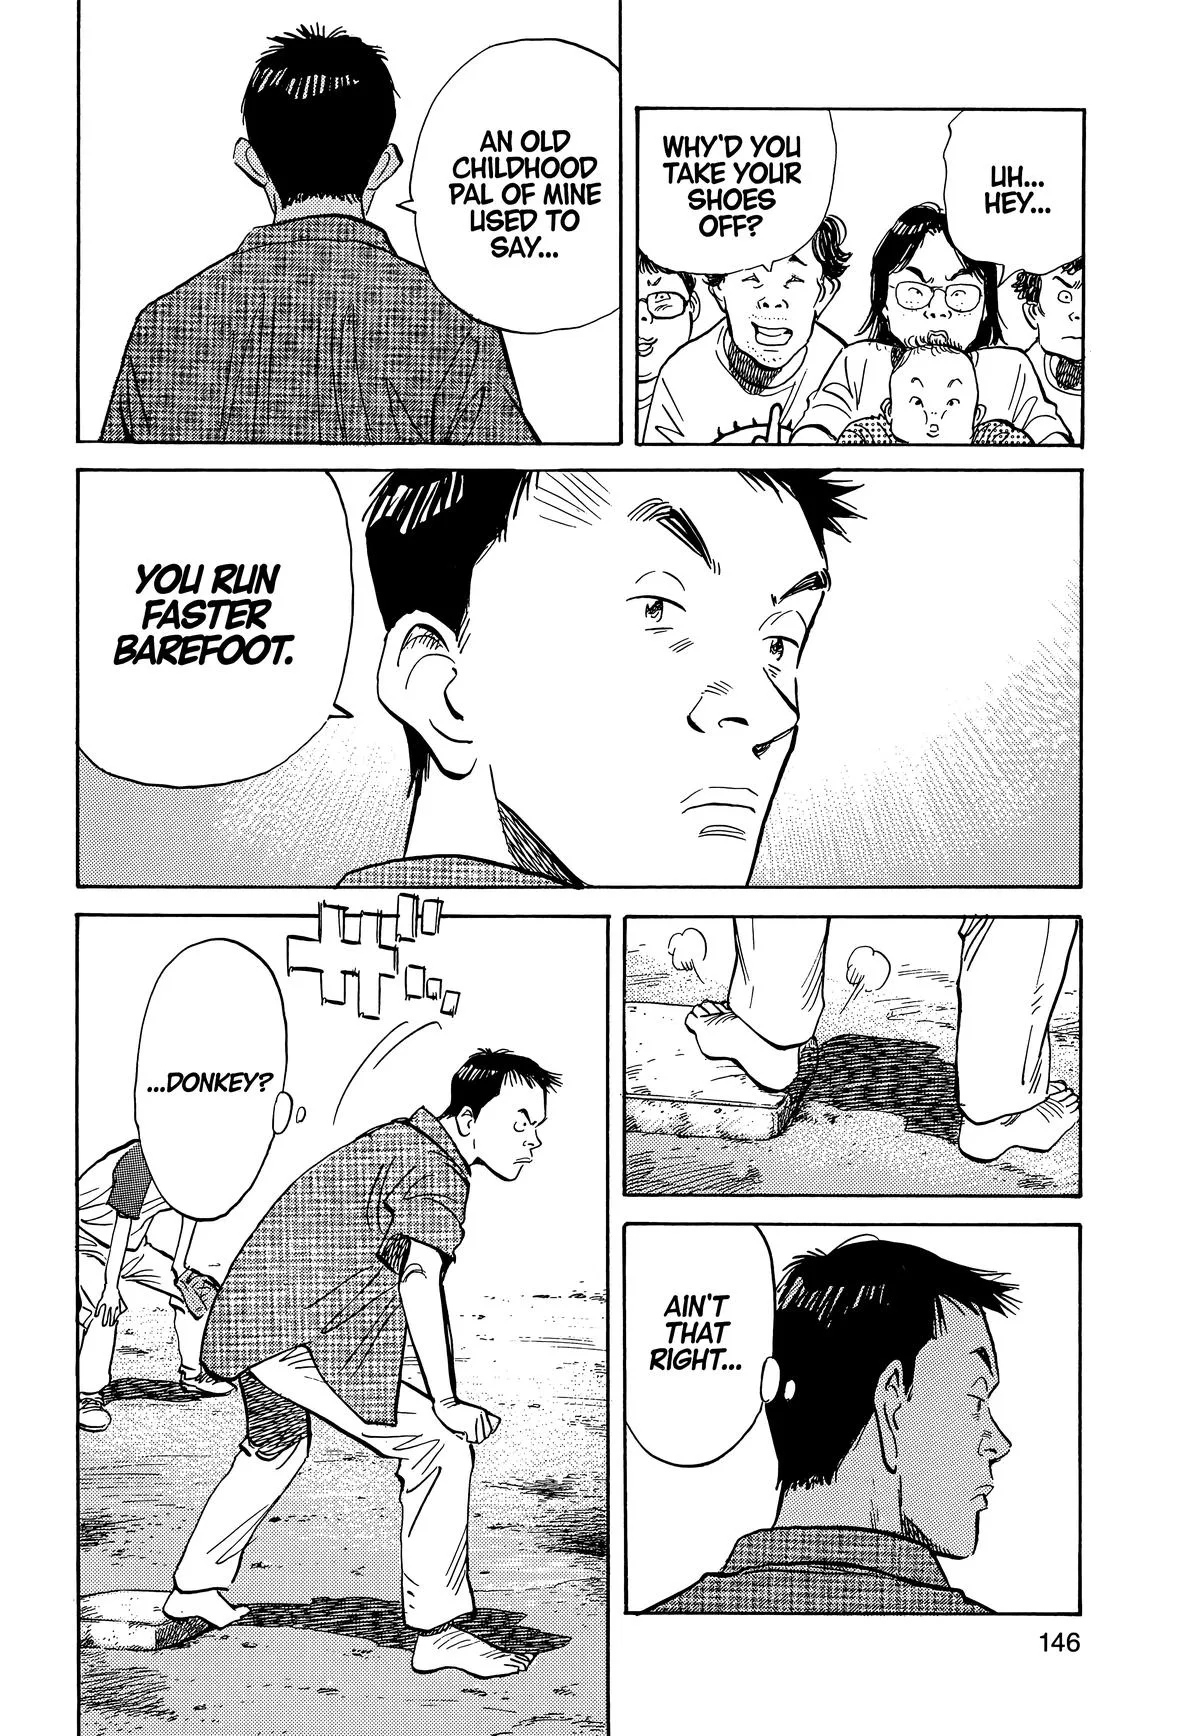 UH...
HEY...
WHY'D YOU
TAKE YOUR
SHOES
OFF?
AN OLD
CHILDHOOD
PAL OF MINE
USED TO
SAY...
YOU RUN
FASTER
BAREFOOT.
AIN'T
THAT
RIGHT...
ザ...
...DONKEY?
146